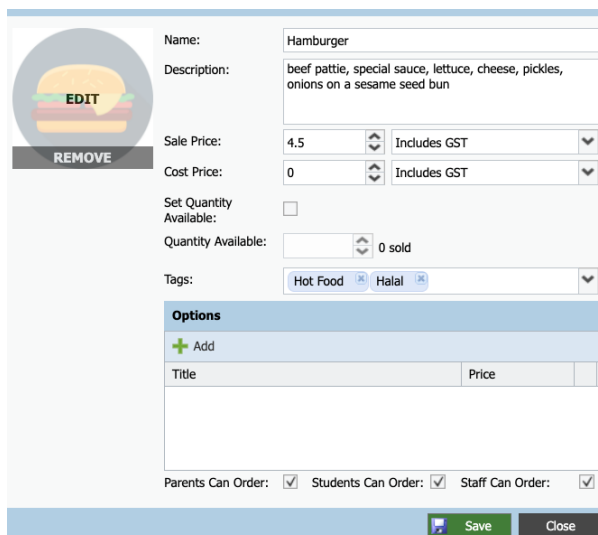 EDIT
REMOVE
Name: Hamburger
Description: beef pattie, special sauce, lettuce, cheese, pickles,
onions on a sesame seed bun
Sale Price: 4.5 Includes GST
Cost Price: 0 Includes GST
Set Quantity
Available:
Quantity Available: 0 sold
Tags: Hot Food Halal
Options
Add
Title Price
Parents Can Order: Students Can Order: Staff Can Order:
Save Close